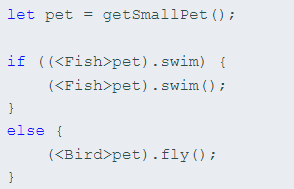 let pet = getSmallPet();

if ((<Fish>pet).swim) {
    (<Fish>pet).swim();
}
else {
    (<Bird>pet).fly();
}